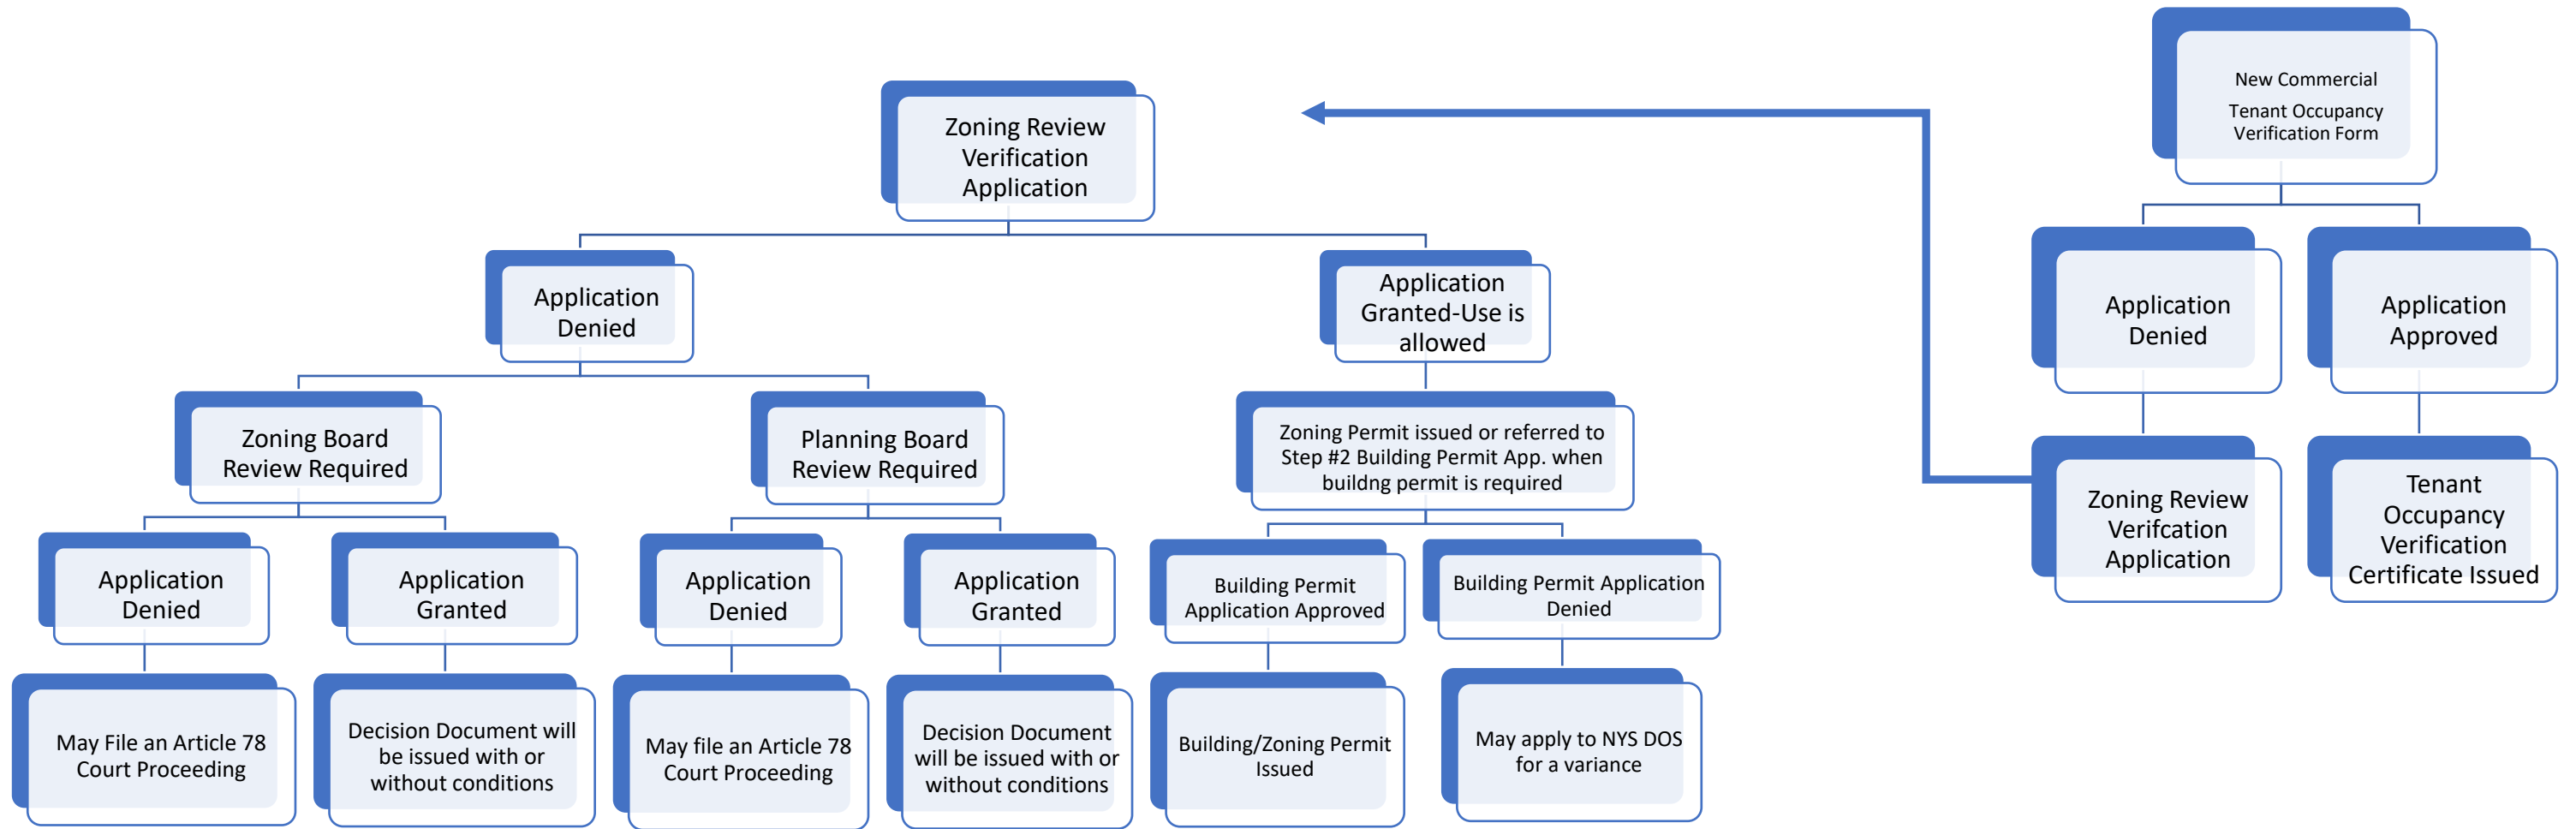 Zoning Review
Verification
Application
Application
Denied
Application
Granted-Use is
allowed
Zoning Board
Review Required
Planning Board
Review Required
Zoning Permit issued or referred to
Step #2 Building Permit App. when
buildng permit is required
Application
Denied
Application
Granted
Application
Denied
Application
Granted
Building Permit
Application Approved
Building Permit Application
Denied
May File an Article 78
Court Proceeding
Decision Document will
be issued with or
without conditions
May file an Article 78
Court Proceeding
Decision Document
will be issued with or
without conditions
Building/Zoning Permit
Issued
May apply to NYS DOS
for a variance
New Commercial
Tenant Occupancy
Verification Form
Application
Denied
Application
Approved
Zoning Review
Verifcation
Application
Tenant
Occupancy
Verification
Certificate Issued